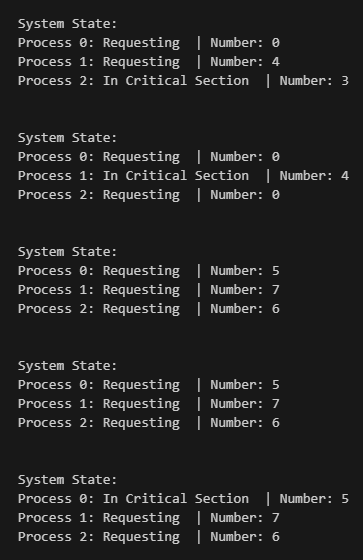 System State:
Process 0: Requesting  | Number: 0
Process 1: Requesting  | Number: 4
Process 2: In Critical Section  | Number: 3
System State:
Process 0: Requesting  | Number: 0
Process 1: In Critical Section  | Number: 4
Process 2: Requesting  | Number: 0
System State:
Process 0: Requesting  | Number: 5
Process 1: Requesting  | Number: 7
Process 2: Requesting  | Number: 6
System State:
Process 0: Requesting  | Number: 5
Process 1: Requesting  | Number: 7
Process 2: Requesting  | Number: 6
System State:
Process 0: In Critical Section  | Number: 5
Process 1: Requesting  | Number: 7
Process 2: Requesting  | Number: 6